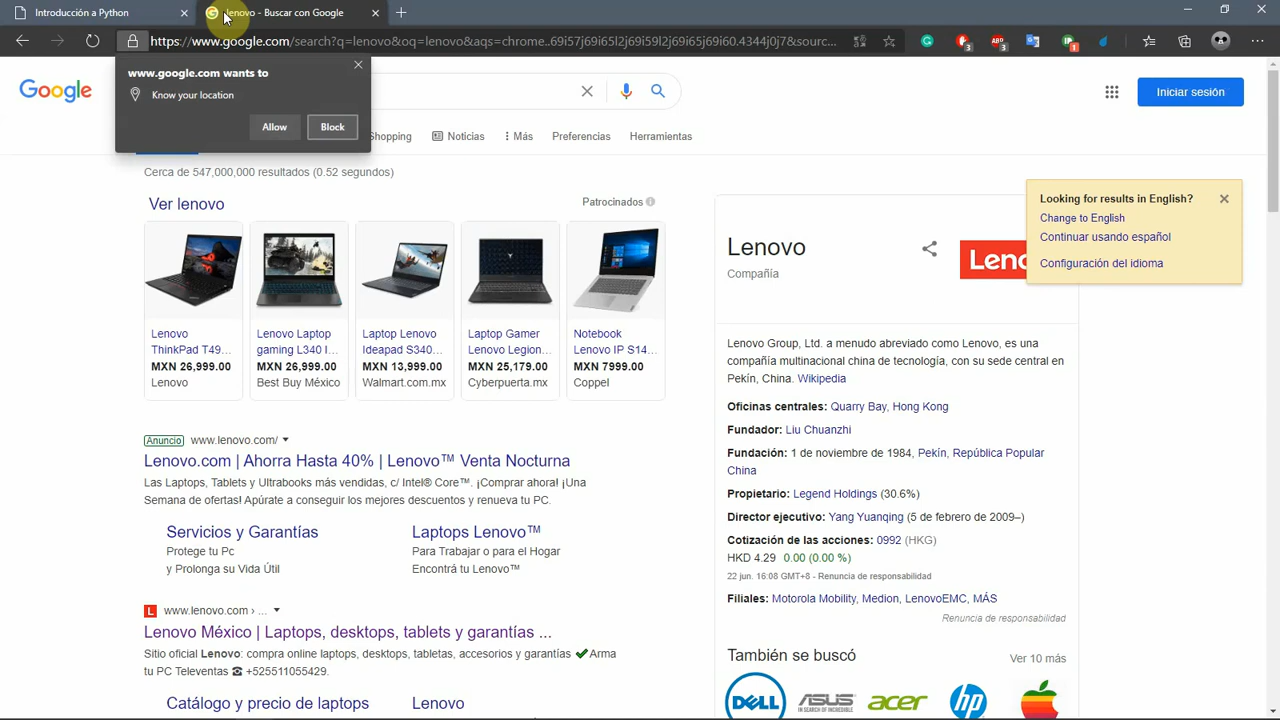 Introducción a Python
lenovo - Buscar con Google
https://www.google.com/search?q=lenovo&oq=lenovo&aqs=chrome..69i57j69i65l2j69i59l2j69i65j69i60.4344j0j7&sourc...
www.google.com wants to
Know your location
Allow
Block
Google
Iniciar sesión
Shopping
Noticias
Más
Preferencias
Herramientas
Cerca de 547,000,000 resultados (0.52 segundos)
Ver lenovo
Patrocinados
Lenovo
ThinkPad T49...
MXN 26,999.00
Lenovo
Lenovo Laptop
gaming L340 I...
MXN 26,999.00
Best Buy México
Laptop Lenovo
Ideapad S340...
MXN 13,999.00
Walmart.com.mx
Laptop Gamer
Lenovo Legion...
MXN 25,179.00
Cyberpuerta.mx
Notebook
Lenovo IP S14...
MXN 7999.00
Coppel
Anuncio www.lenovo.com/
Lenovo.com | Ahorra Hasta 40% | Lenovo™ Venta Nocturna
Las Laptops, Tablets y Ultrabooks más vendidas, c/ Intel® Core™. ¡Comprar ahora! ¡Una
Semana de ofertas! Apúrate a conseguir los mejores descuentos y renueva tu PC.
Servicios y Garantías
Protege tu Pc
y Prolonga su Vida Útil
Laptops Lenovo™
Para Trabajar o para el Hogar
Encontrá tu Lenovo™
L www.lenovo.com › ...
Lenovo México | Laptops, desktops, tablets y garantías ...
Sitio oficial Lenovo: compra online laptops, desktops, tabletas, accesorios y garantías ✔Arma
tu PC Televentas ☎ +525511055429.
Catálogo y precio de laptops
Lenovo
Looking for results in English?
Change to English
Continuar usando español
Configuración del idioma
Lenovo
Compañía
Leno
Lenovo Group, Ltd. a menudo abreviado como Lenovo, es una
compañía multinacional china de tecnología, con su sede central en
Pekín, China. Wikipedia
Oficinas centrales: Quarry Bay, Hong Kong
Fundador: Liu Chuanzhi
Fundación: 1 de noviembre de 1984, Pekín, República Popular
China
Propietario: Legend Holdings (30.6%)
Director ejecutivo: Yang Yuanqing (5 de febrero de 2009–)
Cotización de las acciones: 0992 (HKG)
HKD 4.29 0.00 (0.00 %)
22 jun. 16:08 GMT+8 - Renuncia de responsabilidad
Filiales: Motorola Mobility, Medion, LenovoEMC, MÁS
Renuncia de responsabilidad
También se buscó
Ver 10 más
DELL
ASUS
IN SEARCH OF INCREDIBLE
acer
hp